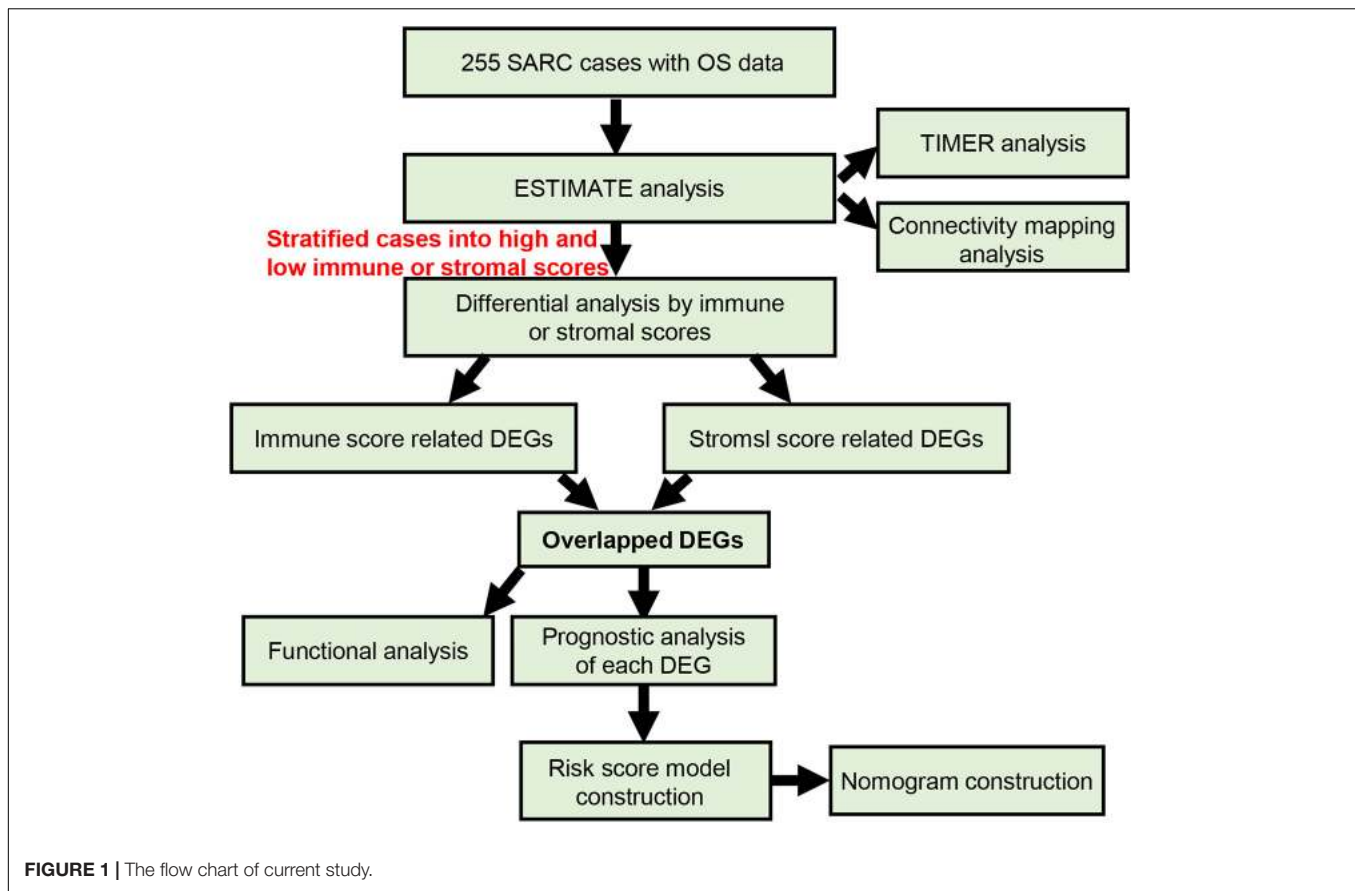 255 SARC cases with OS data
ESTIMATE analysis
TIMER analysis
Connectivity mapping
analysis
Stratified cases into high and
low immune or stromal scores
Differential analysis by immune
or stromal scores
Immune score related DEGs
Stromsl score related DEGs
Overlapped DEGs
Functional analysis
Prognostic analysis
of each DEG
Risk score model
construction
Nomogram construction
FIGURE 1 | The flow chart of current study.